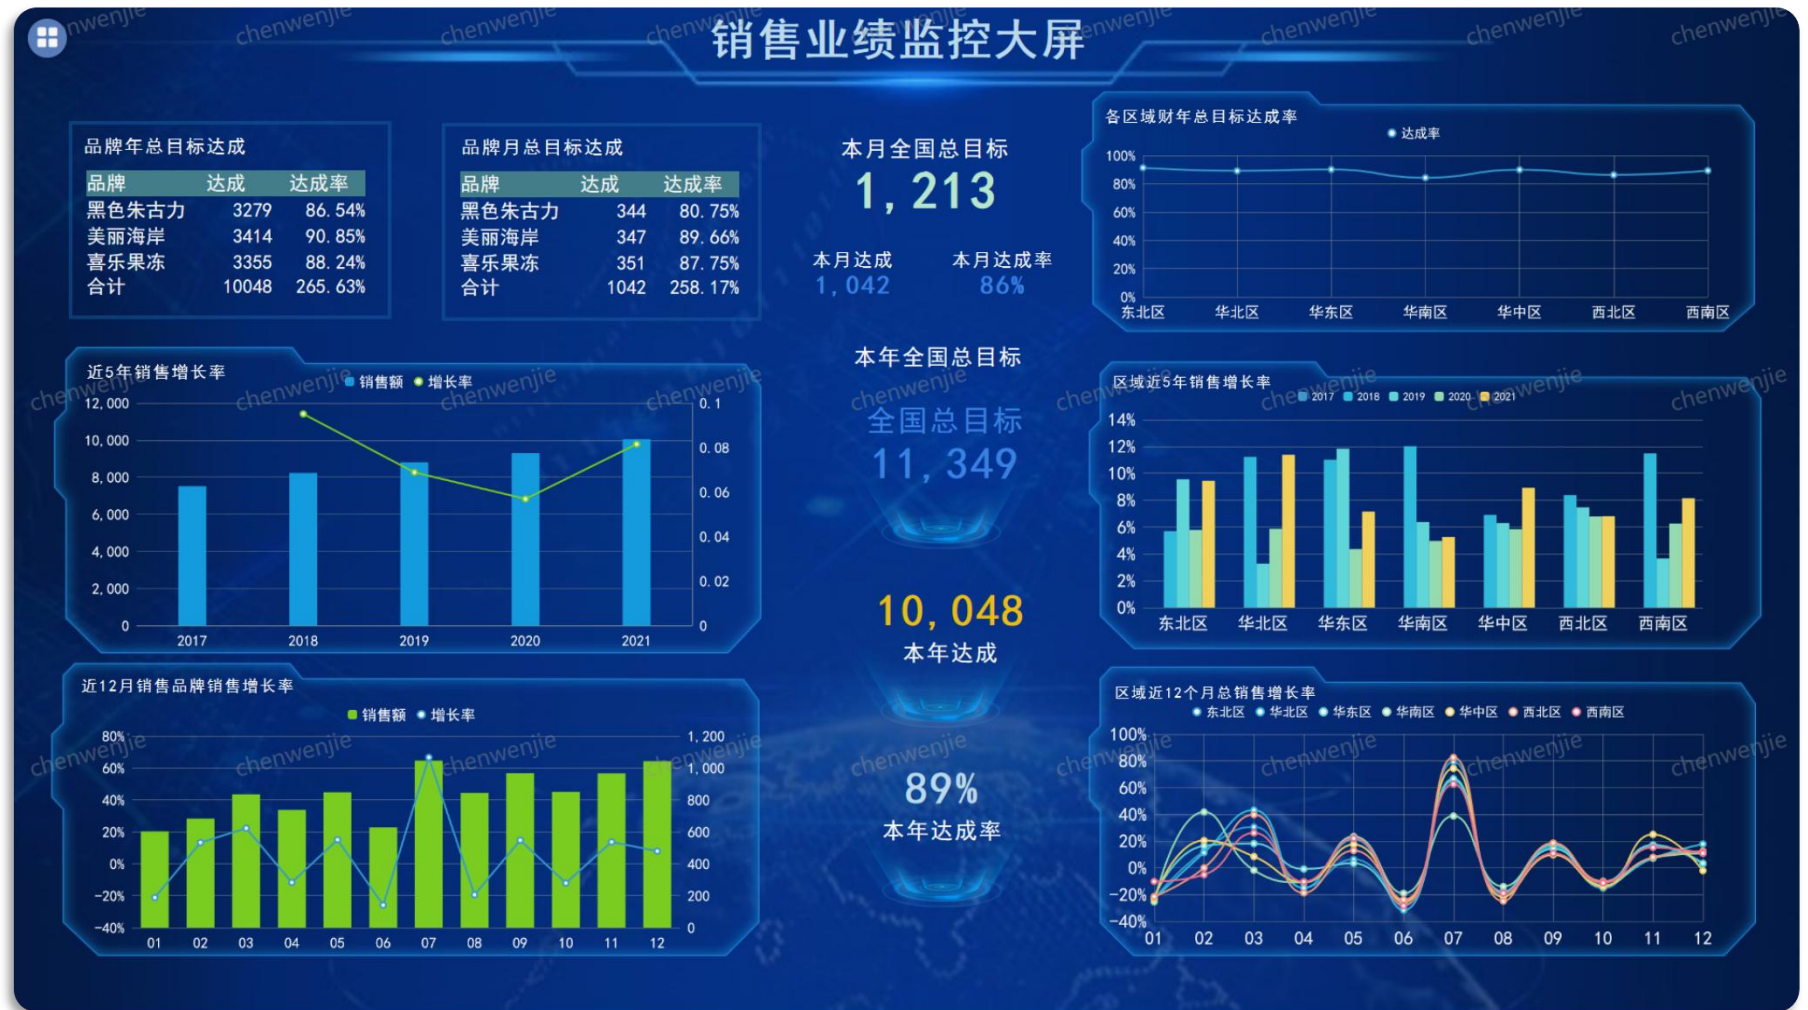 销售业绩监控大屏
品牌年总目标达成
品牌 达成 达成率
黑色朱古力 3279 86.54%
美丽海岸 3414 90.85%
喜乐果冻 3355 88.24%
合计 10048 265.63%
品牌月总目标达成
品牌 达成 达成率
黑色朱古力 344 80.75%
美丽海岸 347 89.66%
喜乐果冻 351 87.75%
合计 1042 258.17%
本月全国总目标
1,213
本月达成 本月达成率
1,042 86%
各区域财年总目标达成率
达成率
100%
80%
60%
40%
20%
0%
东北区 华北区 华东区 华南区 华中区 西北区 西南区
近5年销售增长率
销售额 增长率
12,000 0.1
10,000 0.08
8,000
6,000 0.06
4,000 0.04
2,000 0.02
0 0
2017 2018 2019 2020 2021
本年全国总目标
全国总目标
11,349
10,048
本年达成
89%
本年达成率
区域近5年销售增长率
2017 2018 2019 2020 2021
14%
12%
10%
8%
6%
4%
2%
0%
东北区 华北区 华东区 华南区 华中区 西北区 西南区
近12月销售品牌销售增长率
销售额 增长率
80% 1,200
60% 1,000
40% 800
20% 600
0% 400
-20% 200
-40% 0
01 02 03 04 05 06 07 08 09 10 11 12
区域近12个月总销售增长率
东北区 华北区 华东区 华南区 华中区 西北区 西南区
100%
80%
60%
40%
20%
0%
-20%
-40%
01 02 03 04 05 06 07 08 09 10 11 12
chenwenjie